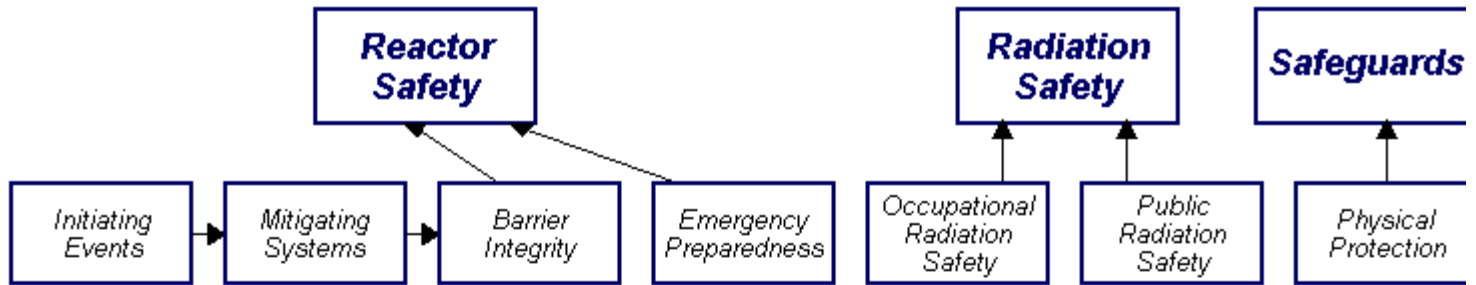 Reactor
Safety
Radiation
Safety
Safeguards
Initiating
Events
Mitigating
Systems
Barrier
Integrity
Emergency
Preparedness
Occupational
Radiation
Safety
Public
Radiation
Safety
Physical
Protection